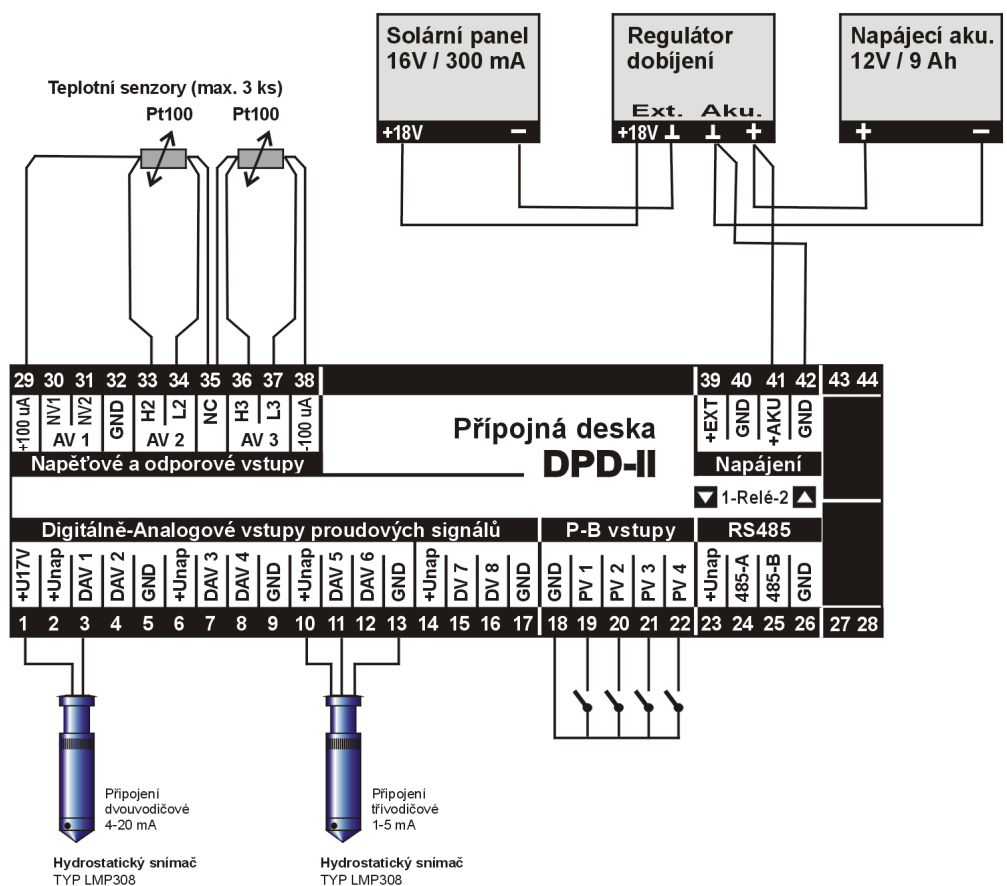 Solární panel
16V / 300 mA
+18V –
Regulátor
dobíjení
Ext. Aku.
+18V ⊥ ⊥ +
Napájecí aku.
12V / 9 Ah
+ –
Teplotní senzory (max. 3 ks)
Pt100 Pt100
29 30 31 32 33 34 35 36 37 38
39 40 41 42 43 44
+100 uA NV1 NV2 GND H2 L2 NC H3 L3 -100 uA
AV 1 AV 2 AV 3
Napěťové a odporové vstupy
+EXT GND +AKU GND
Napájení
Přípojná deska
DPD-II
▼ 1-Relé-2 ▲
Digitálně-Analogové vstupy proudových signálů
P-B vstupy
RS485
+U17V +Unap DAV 1 DAV 2 GND +Unap DAV 3 DAV 4 GND +Unap DAV 5 DAV 6 GND +Unap DV 7 DV 8 GND
GND PV 1 PV 2 PV 3 PV 4
+Unap 485-A 485-B GND
1 2 3 4 5 6 7 8 9 10 11 12 13 14 15 16 17 18 19 20 21 22 23 24 25 26 27 28
Připojení
dvouvodičové
4-20 mA
Hydrostatický snímač
TYP LMP308
Připojení
třívodičové
1-5 mA
Hydrostatický snímač
TYP LMP308